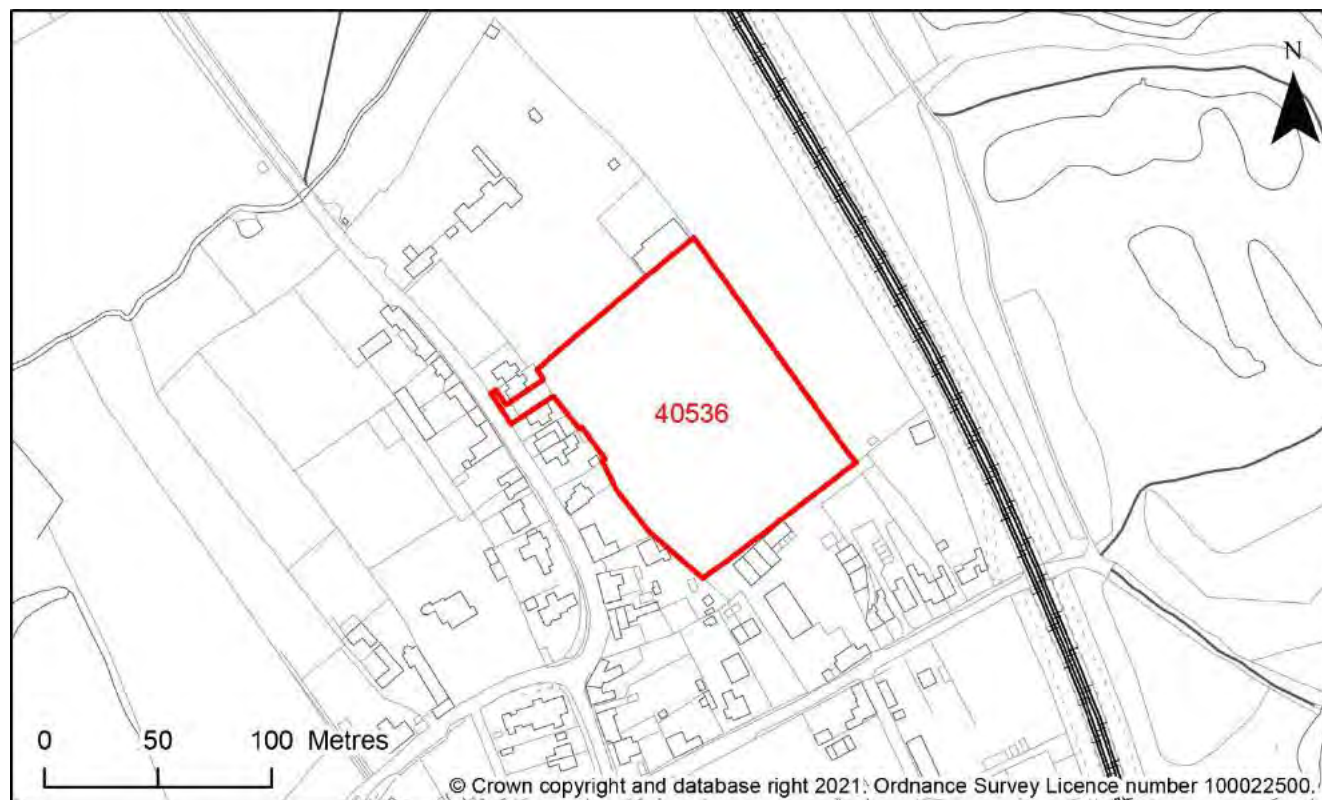 N
40536
0 50 100 Metres
© Crown copyright and database right 2021. Ordnance Survey Licence number 100022500.